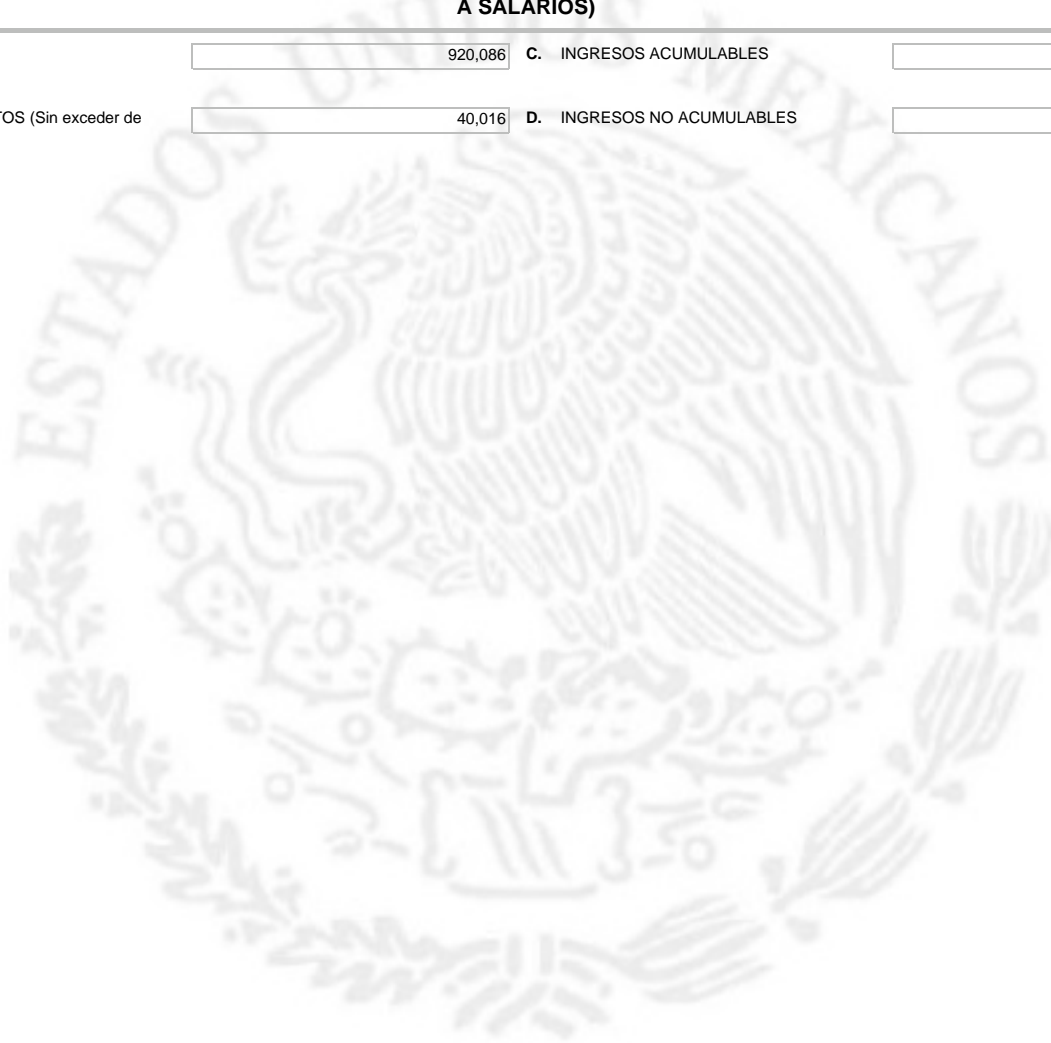 A SALARIOS)
920,086 C. INGRESOS ACUMULABLES
TOS (Sin exceder de 40,016 D. INGRESOS NO ACUMULABLES
ESTADOS UNIDOS MEXICANOS